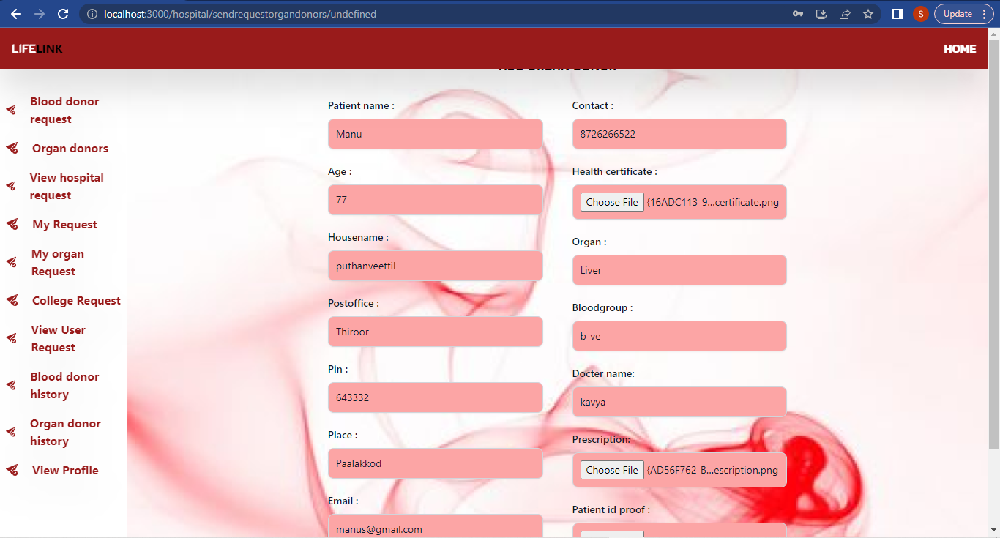 localhost:3000/hospital/sendrequestorgandonors/undefined
S
Update
LIFELINK
HOME
ADD ORGAN DONOR
Blood donor
request
Organ donors
View hospital
request
My Request
My organ
Request
College Request
View User
Request
Blood donor
history
Organ donor
history
View Profile
Patient name :
Manu
Age :
77
Housename :
puthanveettil
Postoffice :
Thiroor
Pin :
643332
Place :
Paalakkod
Email :
manus@gmail.com
Contact :
8726266522
Health certificate :
Choose File {16ADC113-9...certificate.png
Organ :
Liver
Bloodgroup :
b-ve
Docter name:
kavya
Prescription:
Choose File {AD56F762-B...escription.png
Patient id proof :